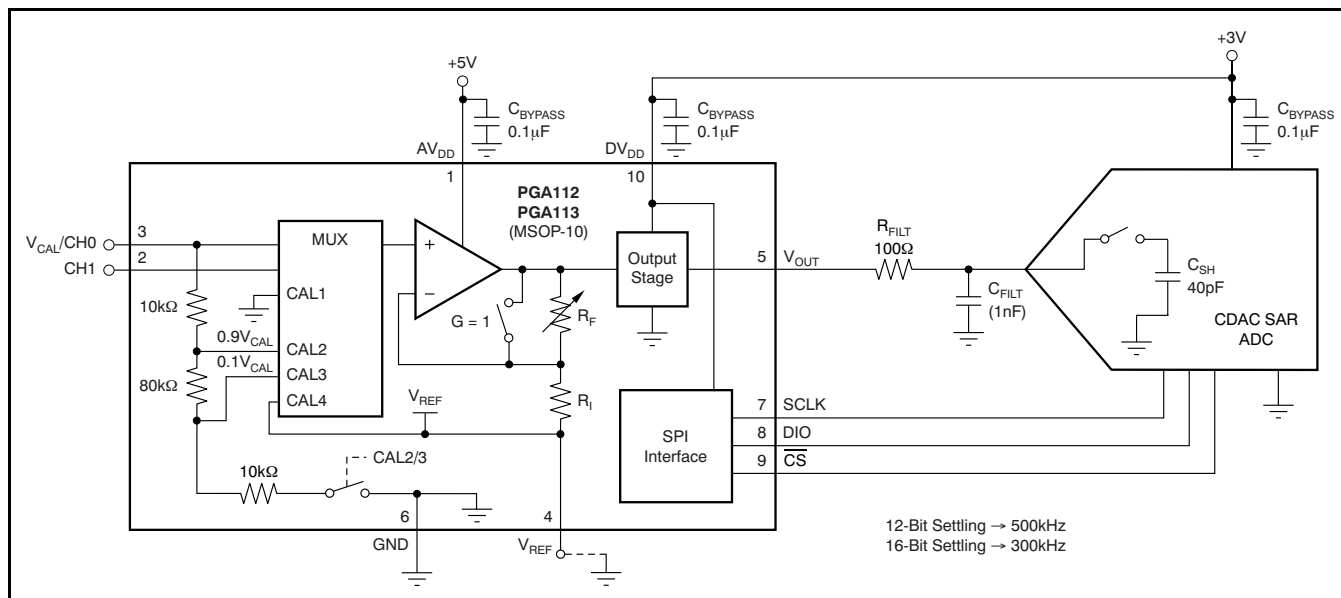 +3V
+5V
C_BYPASS
0.1μF
C_BYPASS
0.1μF
C_BYPASS
0.1μF
AV_DD
DV_DD
1
10
PGA112
PGA113
(MSOP-10)
3
V_CAL/CH0
MUX
R_FILT
100Ω
2
CH1
+
Output
Stage
5
V_OUT
C_SH
40pF
CAL1
−
10kΩ
G = 1
R_F
C_FILT
(1nF)
CDAC SAR
ADC
0.9V_CAL
CAL2
0.1V_CAL
CAL3
80kΩ
CAL4
V_REF
R_I
7
SCLK
SPI
Interface
8
DIO
CAL2/3
9
C̅S̅
10kΩ
6
4
12-Bit Settling → 500kHz
16-Bit Settling → 300kHz
GND
V_REF